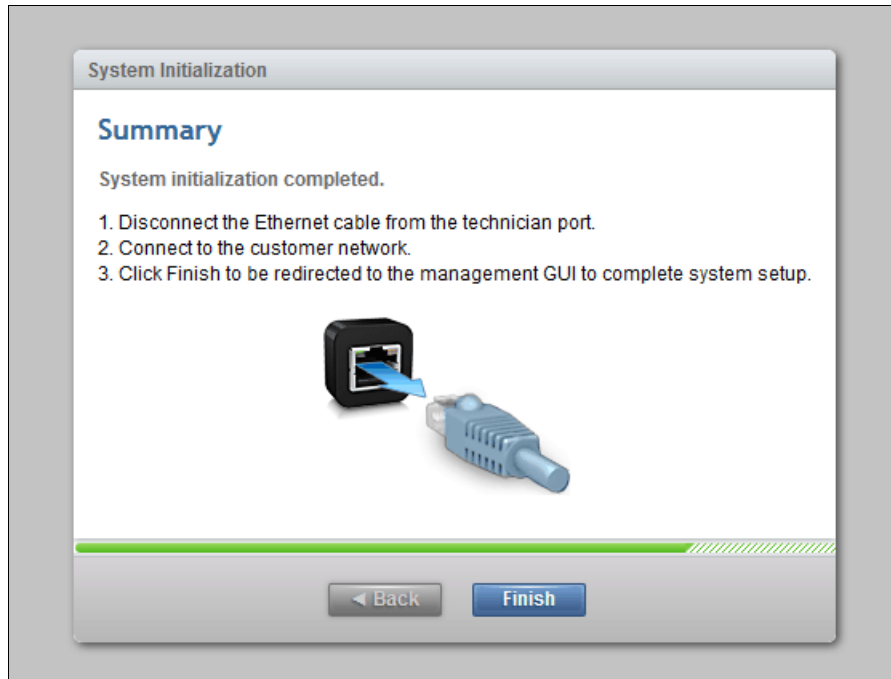 System Initialization
Summary
System initialization completed.
1. Disconnect the Ethernet cable from the technician port.
2. Connect to the customer network.
3. Click Finish to be redirected to the management GUI to complete system setup.
◄ Back
Finish